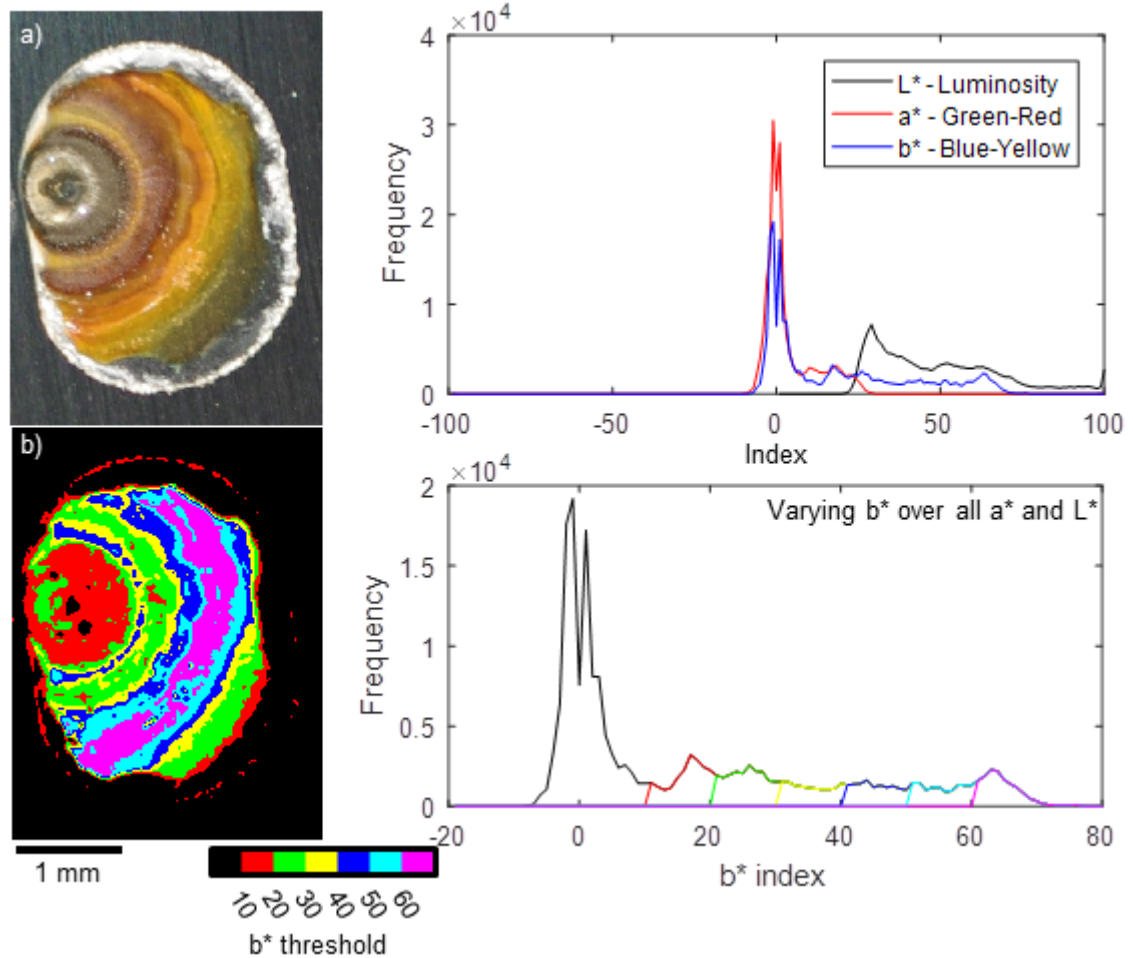 a)
×10⁴
4
3
2
1
0
Frequency
L* - Luminosity
a* - Green-Red
b* - Blue-Yellow
-100
-50
0
50
100
Index
b)
×10⁴
2
1.5
1
0.5
0
Frequency
Varying b* over all a* and L*
-20
0
20
40
60
80
b* index
1 mm
10 20 30 40 50 60
b* threshold